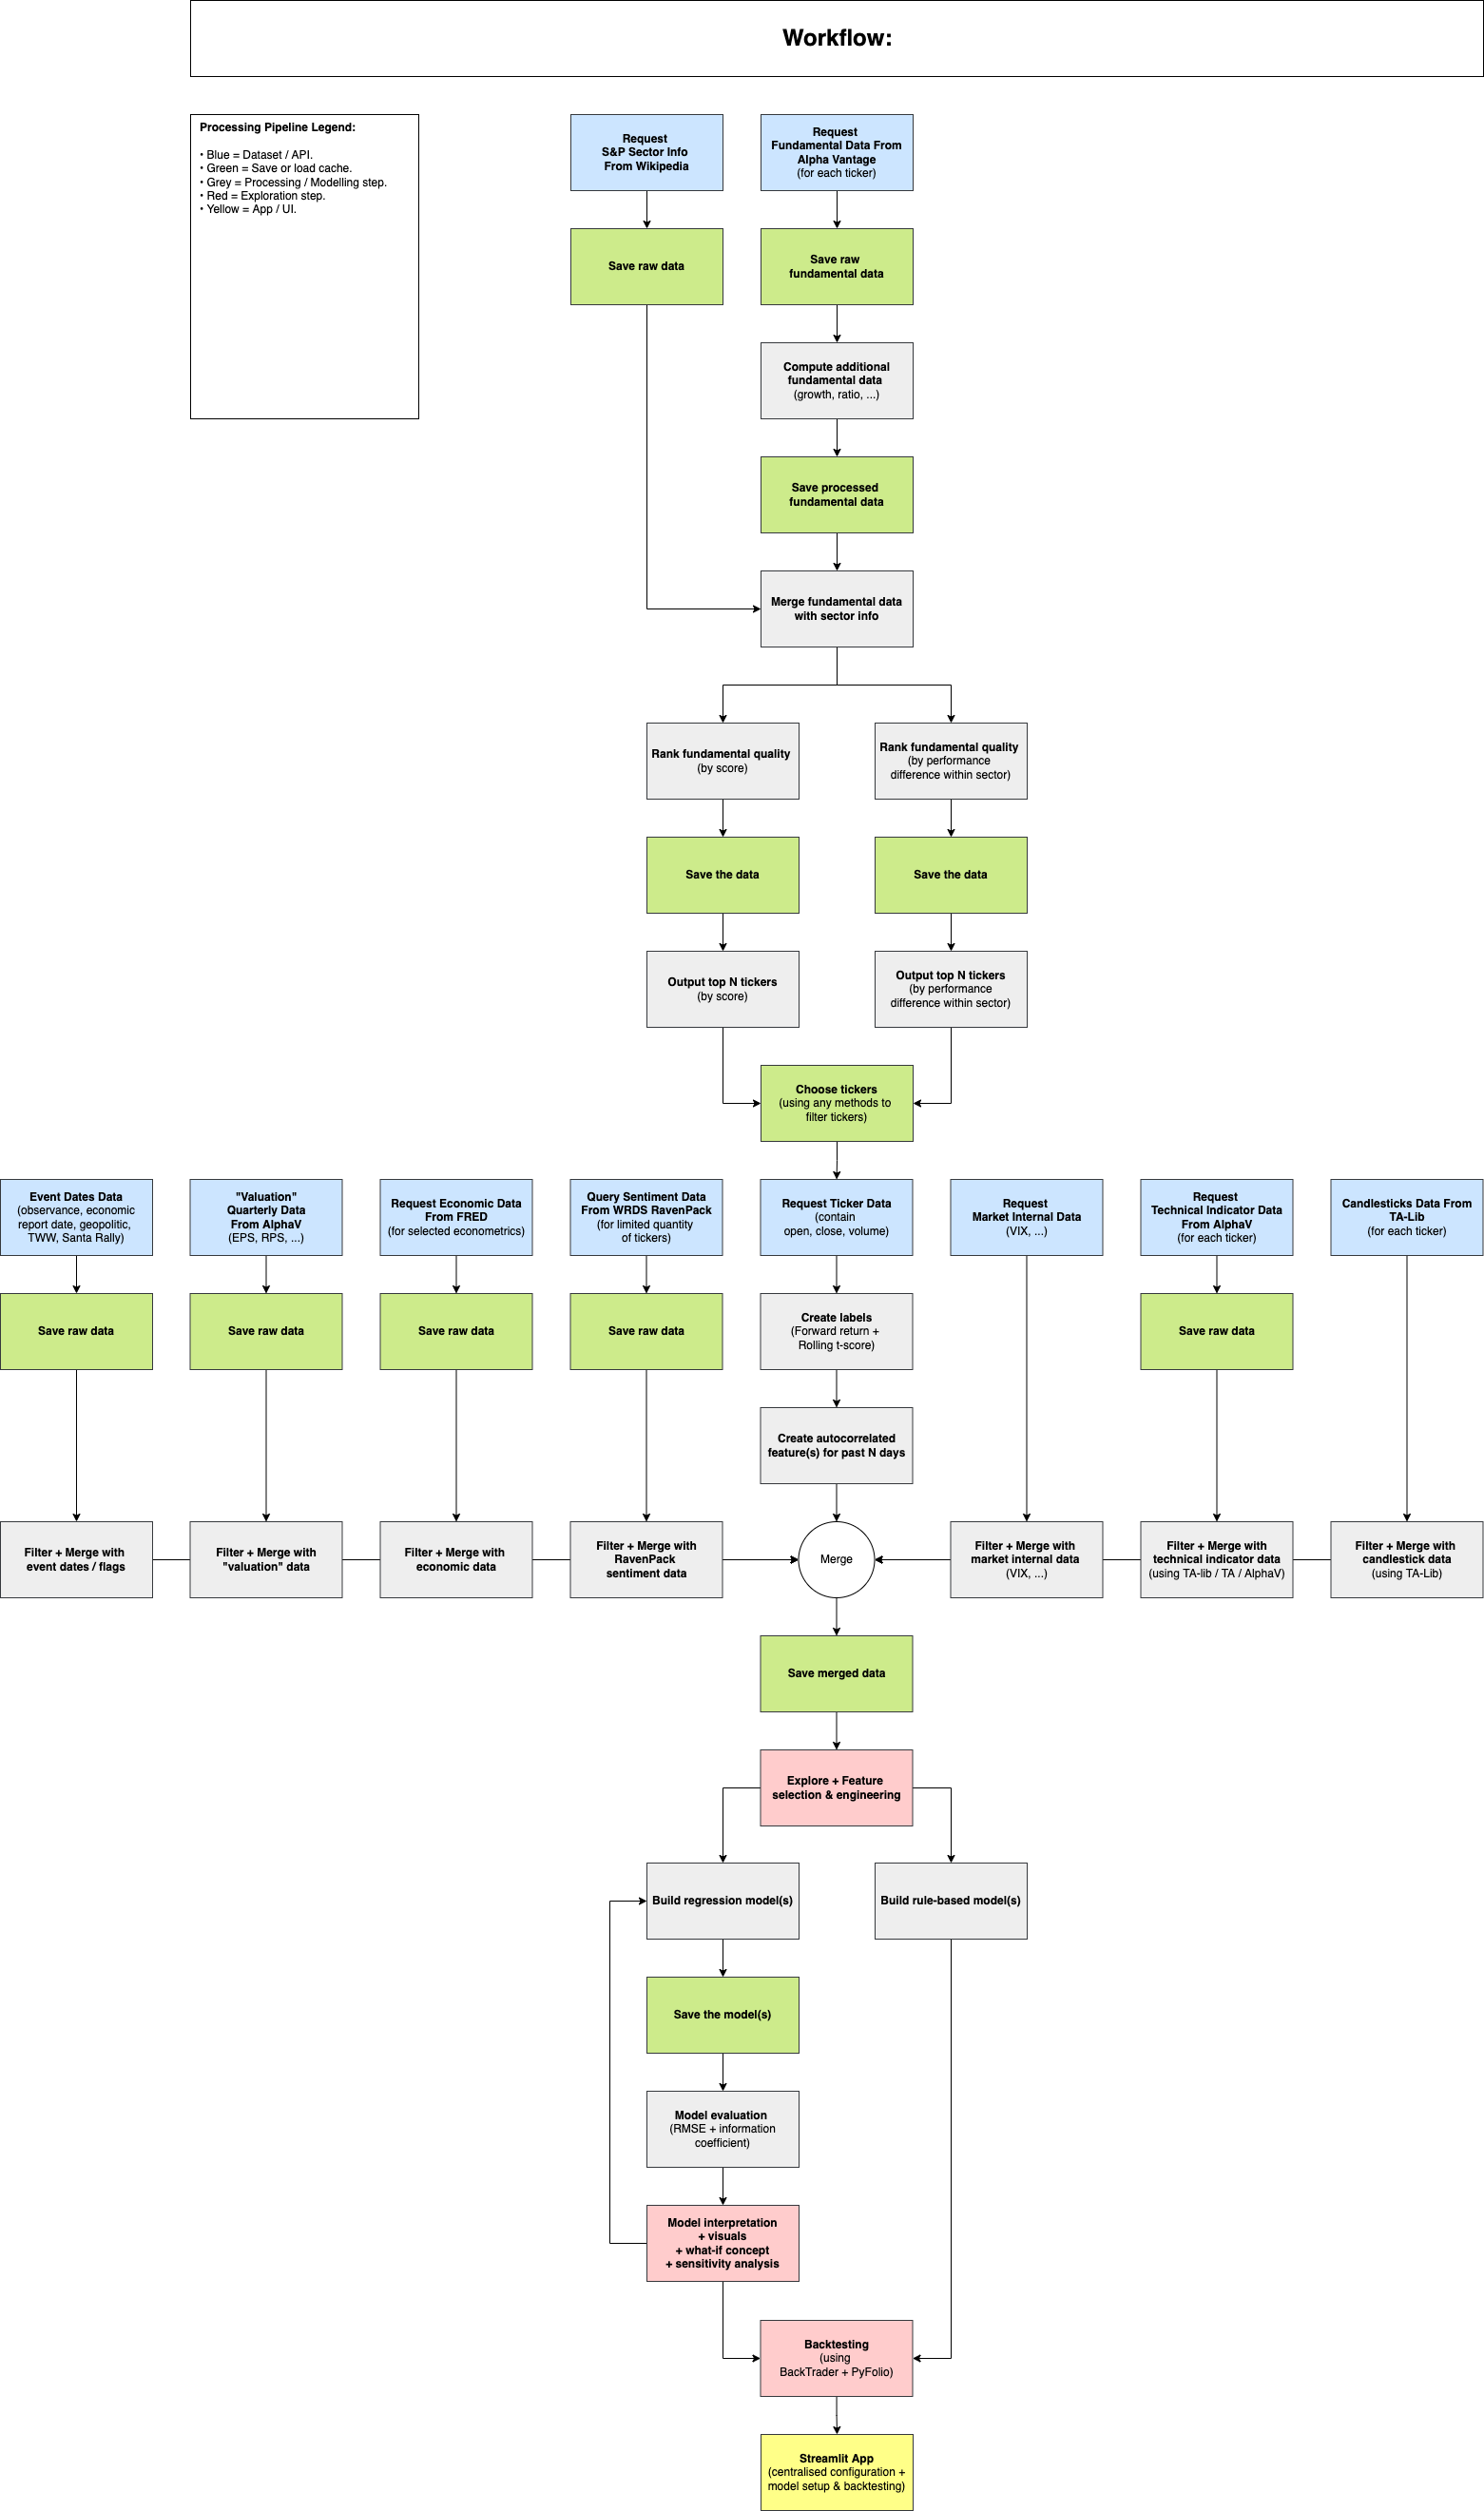 Workflow:
Processing Pipeline Legend:
• Blue = Dataset / API.
• Green = Save or load cache.
• Grey = Processing / Modelling step.
• Red = Exploration step.
• Yellow = App / UI.
Request
S&P Sector Info
From Wikipedia
Request
Fundamental Data From
Alpha Vantage
(for each ticker)
Save raw data
Save raw
fundamental data
Compute additional
fundamental data
(growth, ratio, ...)
Save processed
fundamental data
Merge fundamental data
with sector info
Rank fundamental quality
(by score)
Rank fundamental quality
(by performance
difference within sector)
Save the data
Save the data
Output top N tickers
(by score)
Output top N tickers
(by performance
difference within sector)
Choose tickers
(using any methods to
filter tickers)
Event Dates Data
(observance, economic
report date, geopolitic,
TWW, Santa Rally)
"Valuation"
Quarterly Data
From AlphaV
(EPS, RPS, ...)
Request Economic Data
From FRED
(for selected econometrics)
Query Sentiment Data
From WRDS RavenPack
(for limited quantity
of tickers)
Request Ticker Data
(contain
open, close, volume)
Request
Market Internal Data
(VIX, ...)
Request
Technical Indicator Data
From AlphaV
(for each ticker)
Candlesticks Data From
TA-Lib
(for each ticker)
Save raw data
Save raw data
Save raw data
Save raw data
Create labels
(Forward return +
Rolling t-score)
Save raw data
Create autocorrelated
feature(s) for past N days
Filter + Merge with
event dates / flags
Filter + Merge with
"valuation" data
Filter + Merge with
economic data
Filter + Merge with
RavenPack
sentiment data
Merge
Filter + Merge with
market internal data
(VIX, ...)
Filter + Merge with
technical indicator data
(using TA-lib / TA / AlphaV)
Filter + Merge with
candlestick data
(using TA-Lib)
Save merged data
Explore + Feature
selection & engineering
Build regression model(s)
Build rule-based model(s)
Save the model(s)
Model evaluation
(RMSE + information
coefficient)
Model interpretation
+ visuals
+ what-if concept
+ sensitivity analysis
Backtesting
(using
BackTrader + PyFolio)
Streamlit App
(centralised configuration +
model setup & backtesting)